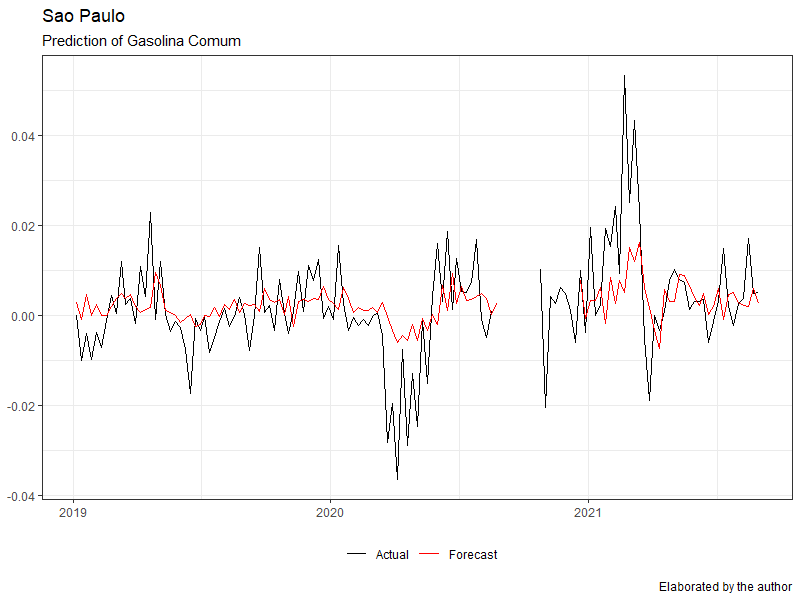 Sao Paulo
Prediction of Gasolina Comum
0.04
0.02
0.00
-0.02
-0.04
2019 2020 2021
Actual Forecast
Elaborated by the author